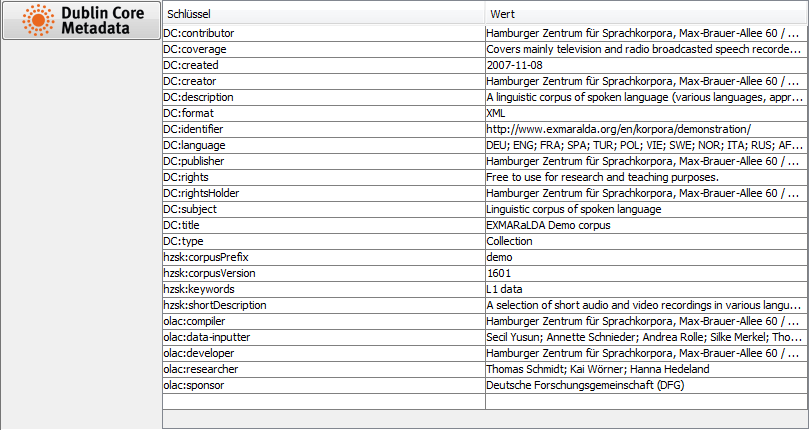 Dublin Core
Metadata
Schlüssel Wert
DC:contributor Hamburger Zentrum für Sprachkorpora, Max-Brauer-Allee 60 / ...
DC:coverage Covers mainly television and radio broadcasted speech recorde...
DC:created 2007-11-08
DC:creator Hamburger Zentrum für Sprachkorpora, Max-Brauer-Allee 60 / ...
DC:description A linguistic corpus of spoken language (various languages, appr...
DC:format XML
DC:identifier http://www.exmaralda.org/en/korpora/demonstration/
DC:language DEU; ENG; FRA; SPA; TUR; POL; VIE; SWE; NOR; ITA; RUS; AF...
DC:publisher Hamburger Zentrum für Sprachkorpora, Max-Brauer-Allee 60 / ...
DC:rights Free to use for research and teaching purposes.
DC:rightsHolder Hamburger Zentrum für Sprachkorpora, Max-Brauer-Allee 60 / ...
DC:subject Linguistic corpus of spoken language
DC:title EXMARaLDA Demo corpus
DC:type Collection
hzsk:corpusPrefix demo
hzsk:corpusVersion 1601
hzsk:keywords L1 data
hzsk:shortDescription A selection of short audio and video recordings in various langu...
olac:compiler Hamburger Zentrum für Sprachkorpora, Max-Brauer-Allee 60 / ...
olac:data-inputter Secil Yusun; Annette Schnieder; Andrea Rolle; Silke Merkel; Tho...
olac:developer Hamburger Zentrum für Sprachkorpora, Max-Brauer-Allee 60 / ...
olac:researcher Thomas Schmidt; Kai Wörner; Hanna Hedeland
olac:sponsor Deutsche Forschungsgemeinschaft (DFG)